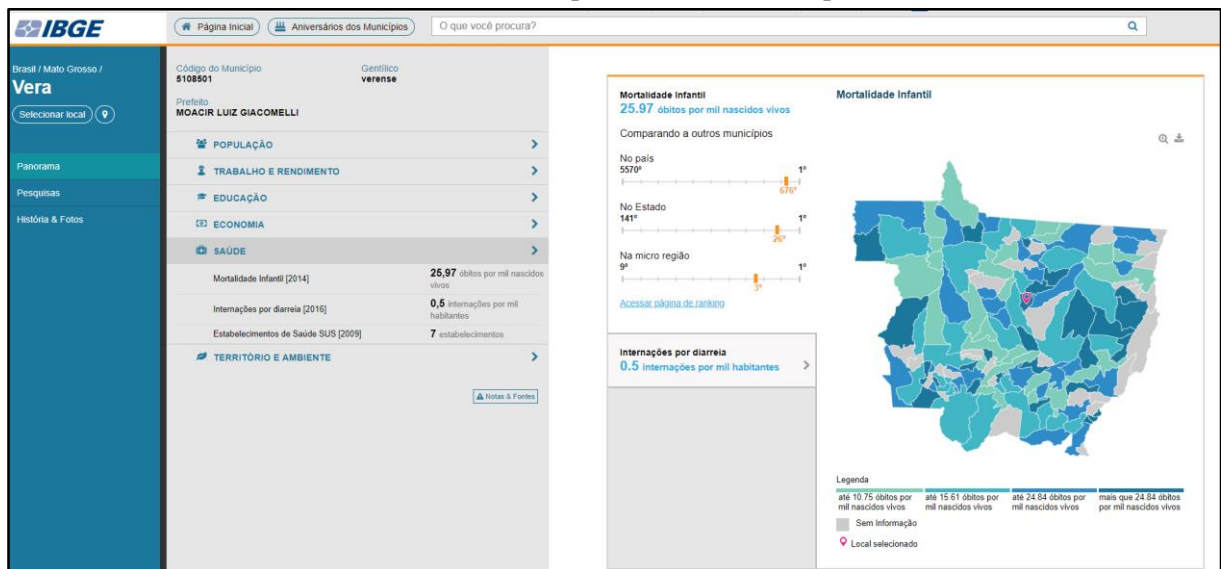 IBGE
Página Inicial
Aniversários dos Municípios
O que você procura?
Brasil / Mato Grosso /
Vera
Selecionar local
Panorama
Pesquisas
História & Fotos
Código do Município
5108501
Gentílico
verense
Prefeito
MOACIR LUIZ GIACOMELLI
POPULAÇÃO
TRABALHO E RENDIMENTO
EDUCAÇÃO
ECONOMIA
SAÚDE
Mortalidade Infantil [2014]
25,97 óbitos por mil nascidos
vivos
Internações por diarreia [2016]
0,5 internações por mil
habitantes
Estabelecimentos de Saúde SUS [2009]
7 estabelecimentos
TERRITÓRIO E AMBIENTE
Notas & Fontes
Mortalidade Infantil
25.97 óbitos por mil nascidos vivos
Comparando a outros municípios
No país
5570º 1º
676º
No Estado
141º 1º
26º
Na micro região
9º 1º
3º
Acessar página de ranking
Internações por diarreia
0.5 internações por mil habitantes
Mortalidade Infantil
Legenda
até 10.75 óbitos por
mil nascidos vivos
até 15.61 óbitos por
mil nascidos vivos
até 24.84 óbitos por
mil nascidos vivos
mais que 24.84 óbitos
por mil nascidos vivos
Sem Informação
Local selecionado